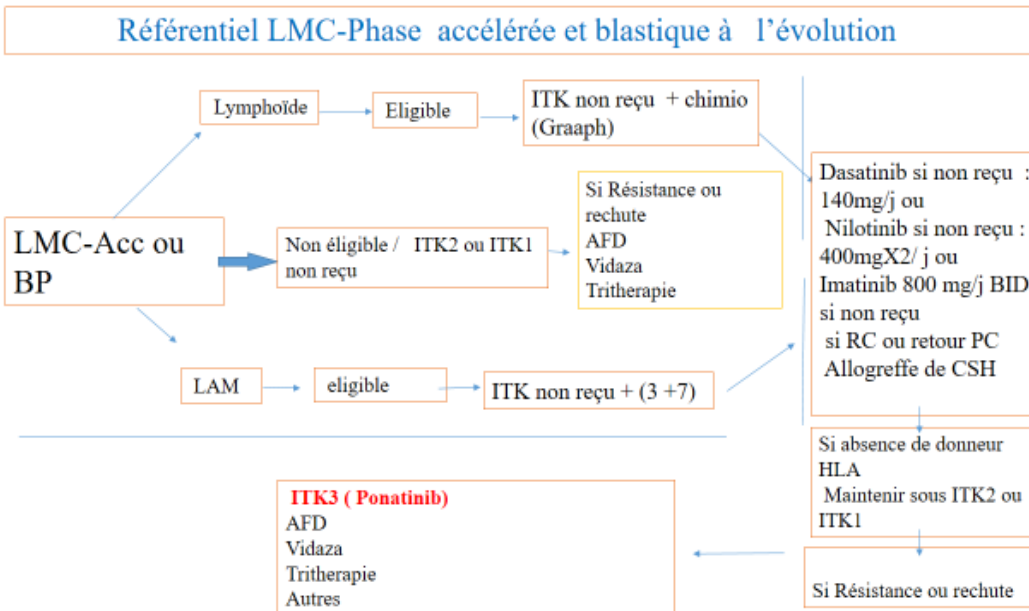 Référentiel LMC-Phase accélérée et blastique à l’évolution
Lymphoïde
Eligible
ITK non reçu + chimio
(Graaph)
LMC-Acc ou
BP
Non éligible / ITK2 ou ITK1
non reçu
Si Résistance ou
rechute
AFD
Vidaza
Tritherapie
LAM
eligible
ITK non reçu + (3 +7)
Dasatinib si non reçu :
140mg/j ou
Nilotinib si non reçu :
400mgX2/ j ou
Imatinib 800 mg/j BID
si non reçu
si RC ou retour PC
Allogreffe de CSH
Si absence de donneur
HLA
Maintenir sous ITK2 ou
ITK1
Si Résistance ou rechute
ITK3 ( Ponatinib)
AFD
Vidaza
Tritherapie
Autres